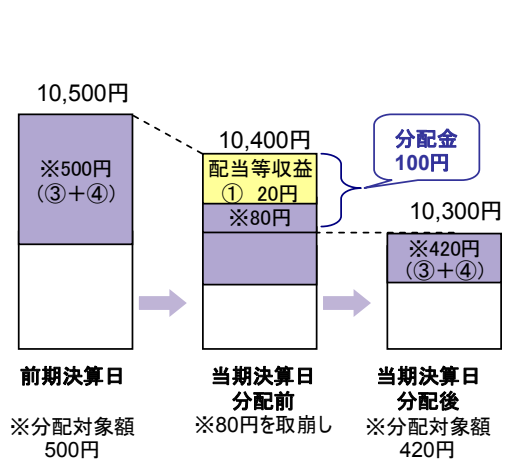 10,500円
※500円
（③＋④）
10,400円
配当等収益
① 20円
※80円
分配金
100円
10,300円
※420円
（③＋④）
前期決算日
※分配対象額
500円
当期決算日
分配前
※80円を取崩し
当期決算日
分配後
※分配対象額
420円